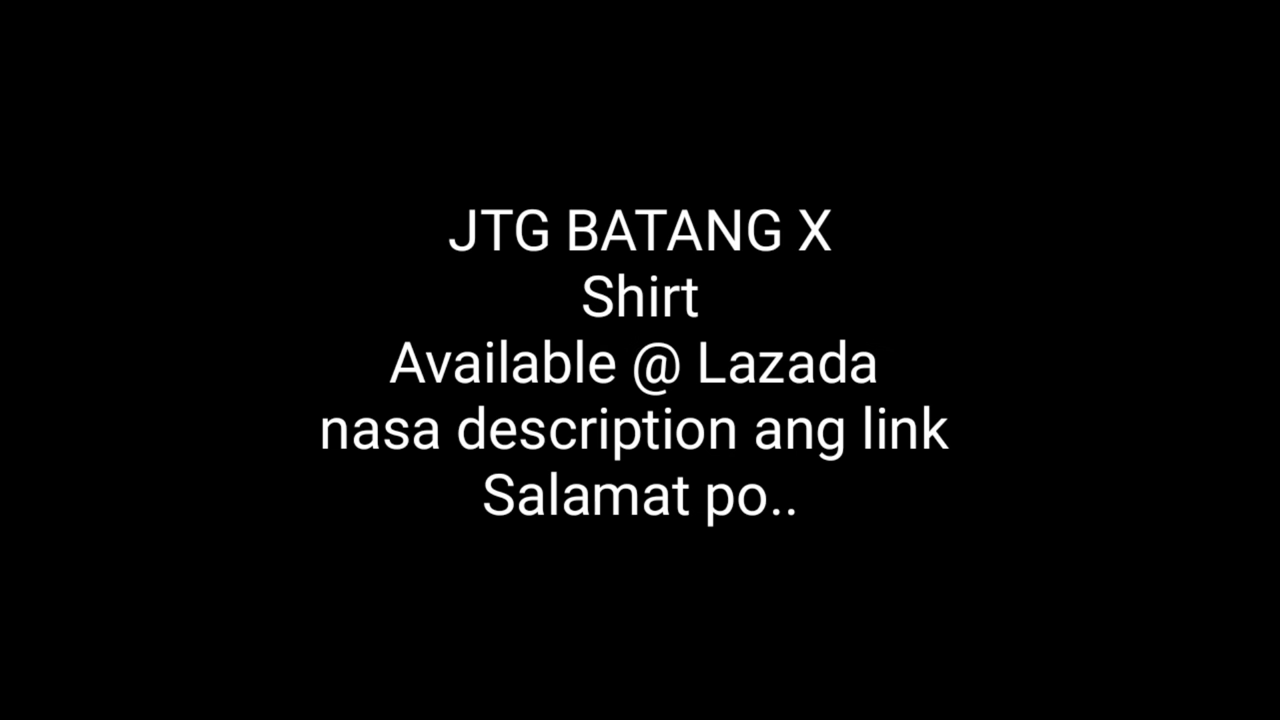 JTG BATANG X
Shirt
Available @ Lazada
nasa description ang link
Salamat po..